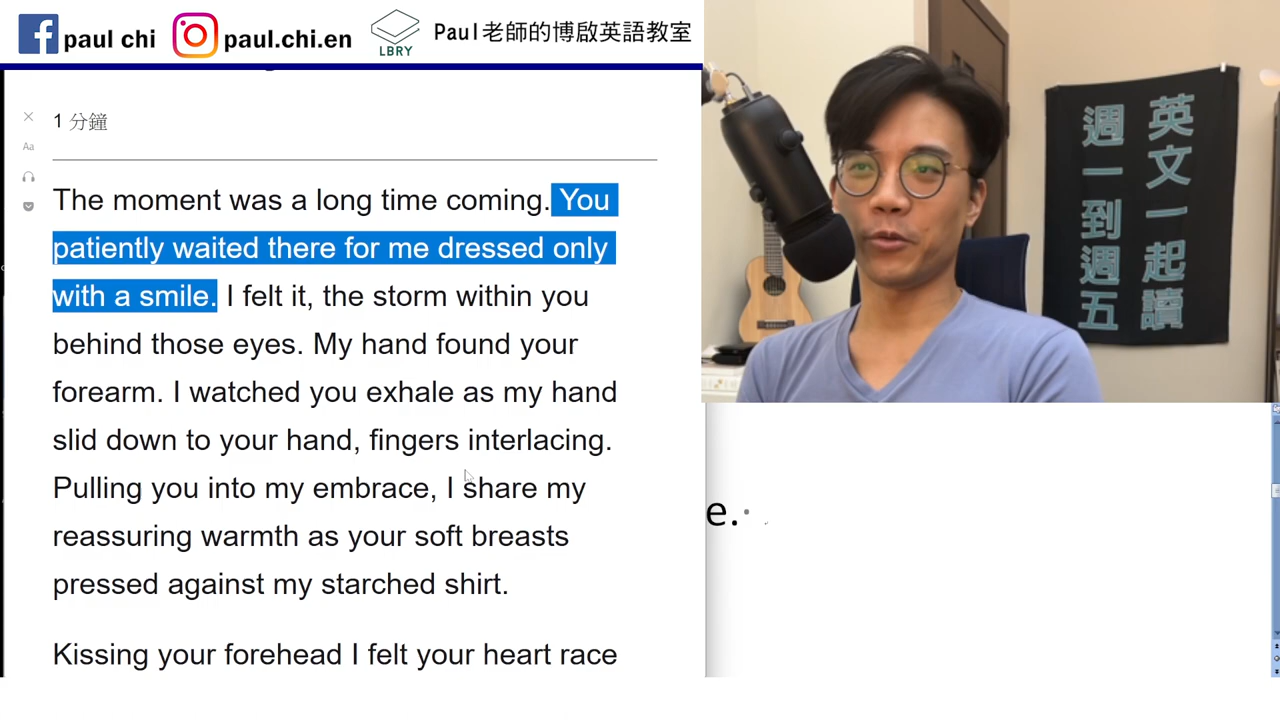 paul chi
paul.chi.en
LBRY
Paul老師的博啟英語教室
1 分鐘
Aa
The moment was a long time coming. You
patiently waited there for me dressed only
with a smile. I felt it, the storm within you
behind those eyes. My hand found your
forearm. I watched you exhale as my hand
slid down to your hand, fingers interlacing.
Pulling you into my embrace, I share my
reassuring warmth as your soft breasts
pressed against my starched shirt.
Kissing your forehead I felt your heart race
英文一起讀
週一到週五
e.